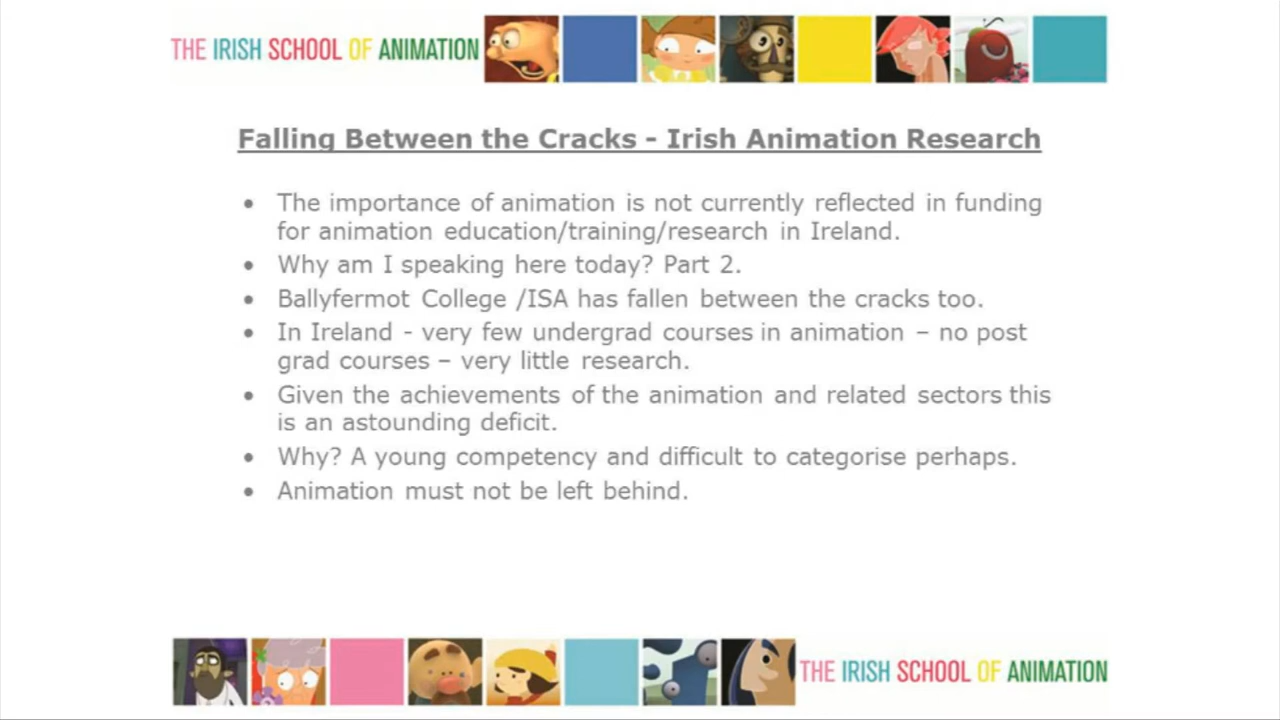 THE IRISH SCHOOL OF ANIMATION
Falling Between the Cracks - Irish Animation Research
• The importance of animation is not currently reflected in funding
for animation education/training/research in Ireland.
• Why am I speaking here today? Part 2.
• Ballyfermot College /ISA has fallen between the cracks too.
• In Ireland - very few undergrad courses in animation – no post
grad courses – very little research.
• Given the achievements of the animation and related sectors this
is an astounding deficit.
• Why? A young competency and difficult to categorise perhaps.
• Animation must not be left behind.
THE IRISH SCHOOL OF ANIMATION